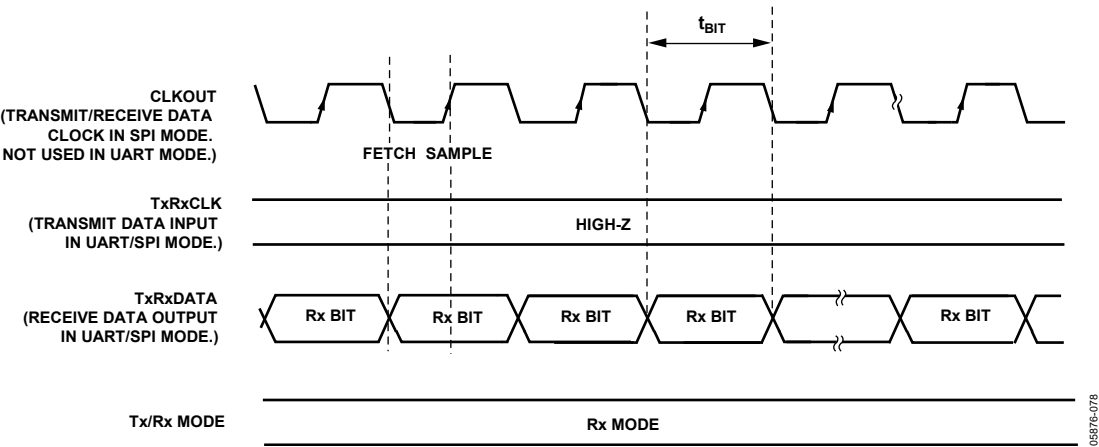 tBIT
CLKOUT
(TRANSMIT/RECEIVE DATA
CLOCK IN SPI MODE.
NOT USED IN UART MODE.)
FETCH SAMPLE
TxRxCLK
(TRANSMIT DATA INPUT
IN UART/SPI MODE.)
HIGH-Z
TxRxDATA
(RECEIVE DATA OUTPUT
IN UART/SPI MODE.)
Rx BIT Rx BIT Rx BIT Rx BIT Rx BIT
Tx/Rx MODE
Rx MODE
05876-078